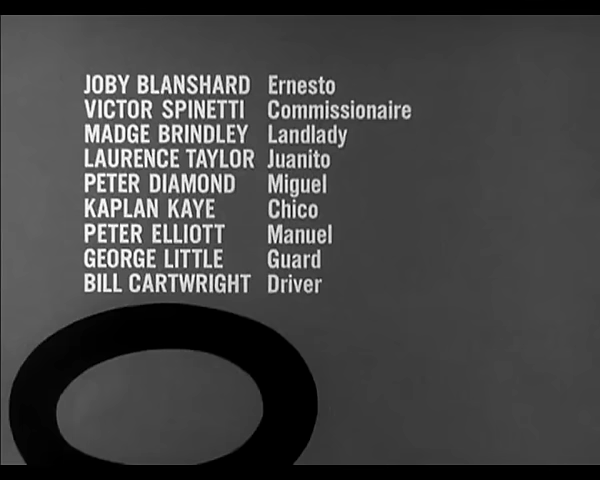 JOBY BLANSHARD Ernesto
VICTOR SPINETTI Commissionaire
MADGE BRINDLEY Landlady
LAURENCE TAYLOR Juanito
PETER DIAMOND Miguel
KAPLAN KAYE Chico
PETER ELLIOTT Manuel
GEORGE LITTLE Guard
BILL CARTWRIGHT Driver